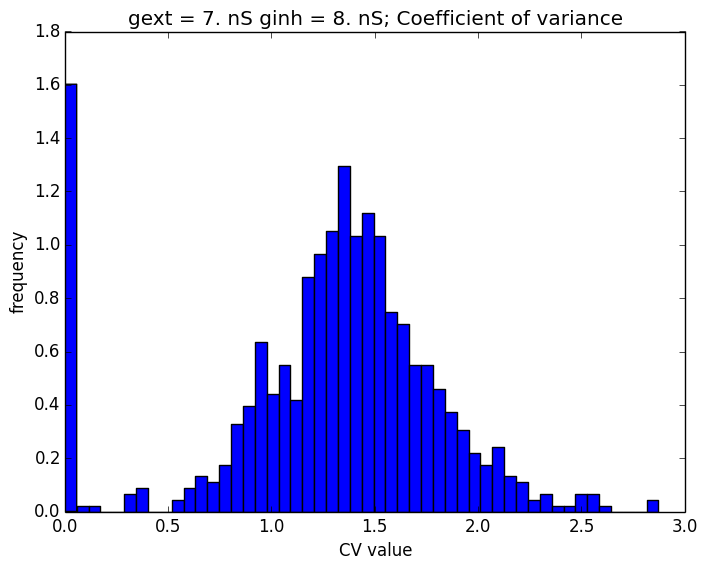 gext = 7. nS ginh = 8. nS; Coefficient of variance
1.8
1.6
1.4
1.2
1.0
0.8
0.6
0.4
0.2
0.0
frequency
0.0 0.5 1.0 1.5 2.0 2.5 3.0
CV value